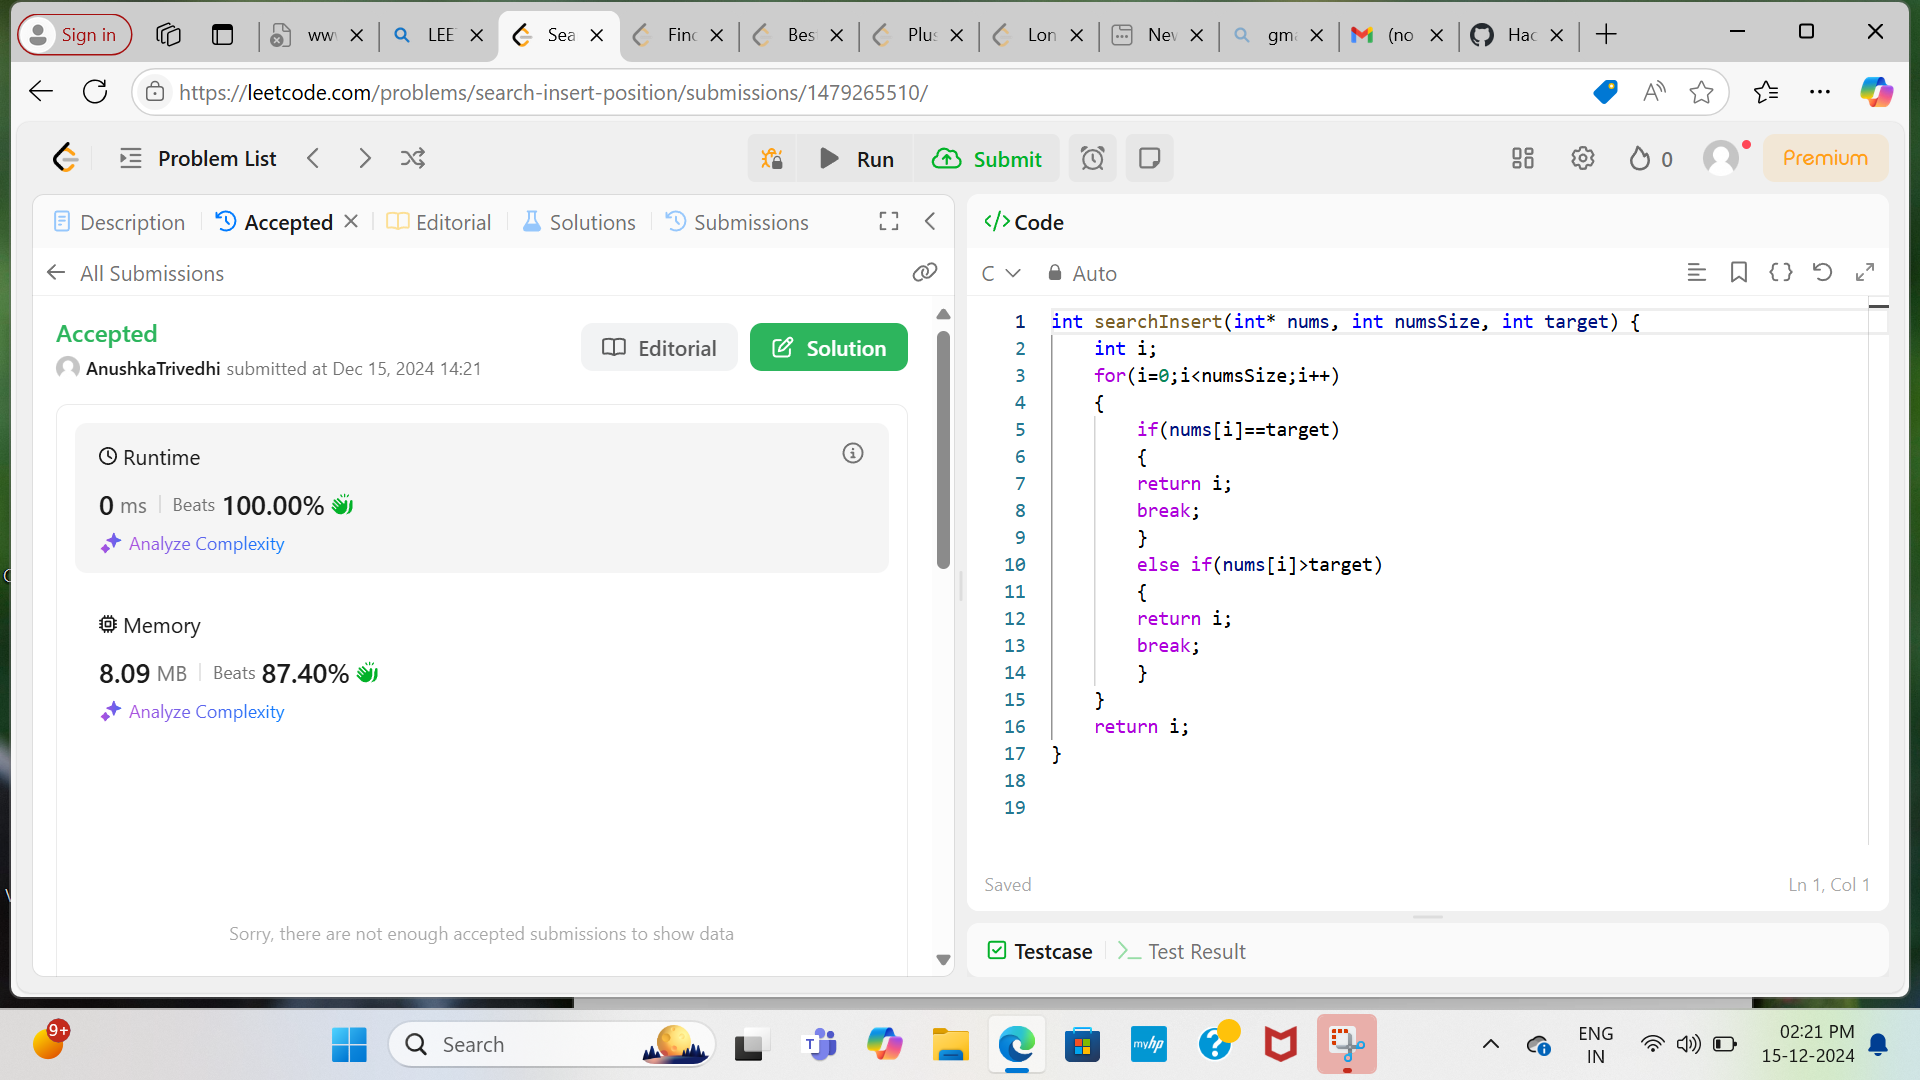 Sign in
www
LEE
Sea
Find
Bes
Plus
Lon
New
gma
(no
Hac
https://leetcode.com/problems/search-insert-position/submissions/1479265510/
Problem List
Run
Submit
0
Premium
Description
Accepted
Editorial
Solutions
Submissions
</> Code
All Submissions
C
Auto
Accepted
AnushkaTrivedhi submitted at Dec 15, 2024 14:21
Editorial
Solution
Runtime
0 ms
Beats 100.00%
Analyze Complexity
Memory
8.09 MB
Beats 87.40%
Analyze Complexity
Sorry, there are not enough accepted submissions to show data
1 int searchInsert(int* nums, int numsSize, int target) {
2 int i;
3 for(i=0;i<numsSize;i++)
4 {
5 if(nums[i]==target)
6 {
7 return i;
8 break;
9 }
10 else if(nums[i]>target)
11 {
12 return i;
13 break;
14 }
15 }
16 return i;
17 }
18
19
Saved
Ln 1, Col 1
Testcase
Test Result
9+
Search
myhp
ENG
IN
02:21 PM
15-12-2024